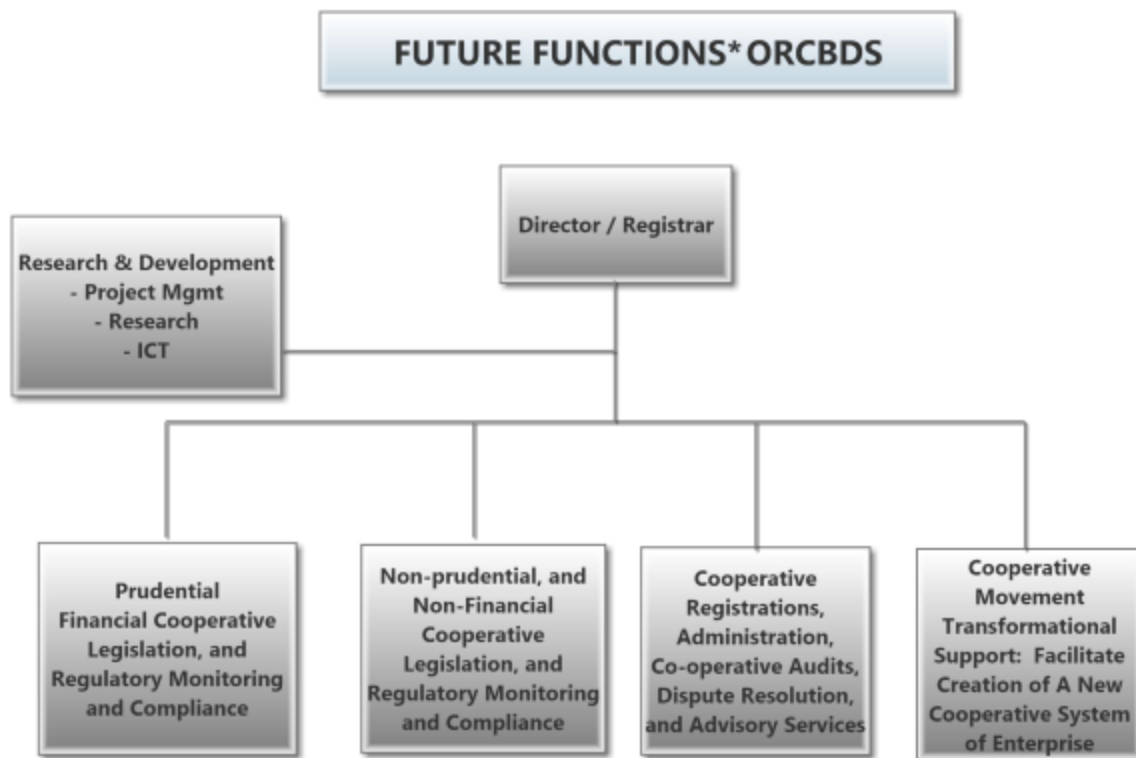 FUTURE FUNCTIONS* ORCBDS
Director / Registrar
Research & Development
- Project Mgmt
- Research
- ICT
Prudential
Financial Cooperative
Legislation, and
Regulatory Monitoring
and Compliance
Non-prudential, and
Non-Financial
Cooperative
Legislation, and
Regulatory Monitoring
and Compliance
Cooperative
Registrations,
Administration,
Co-operative Audits,
Dispute Resolution,
and Advisory Services
Cooperative
Movement
Transformational
Support:  Facilitate
Creation of A New
Cooperative System
of Enterprise